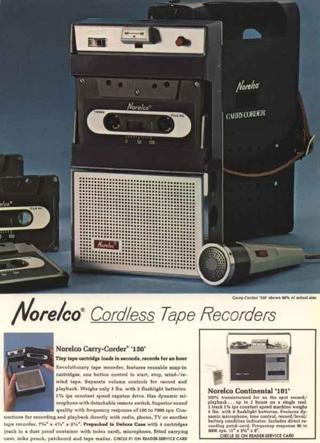 Norelco®
Norelco
CARRY-CORDER
Norelco
Carry-Corder '150' shown 90% of actual size
Norelco® Cordless Tape Recorders
Norelco Carry-Corder® '150'
Tiny tape cartridge loads in seconds, records for an hour
Revolutionary tape recorder, features reusable snap-in
cartridges, one button control to start, stop, wind-/re-
wind tape. Separate volume controls for record and
playback. Weighs only 3 lbs. with 5 flashlight batteries.
1⅞ ips constant speed capstan drive. Has dynamic mi-
crophone with detachable remote switch. Superior sound
quality with frequency response of 100 to 7000 cps. Con-
nections for recording and playback directly with radio, phono, TV or another
tape recorder. Prepacked in Deluxe Case with 4 cartridges
(each in a dust proof container with index card), microphone, fitted carrying
case, mike pouch, patchcord and tape mailer. CIRCLE 21 ON READER-SERVICE CARD
Norelco Continental '101'
100% transistorized for on the spot record/
playback... up to 2 hours on a single reel.
2 track 1⅞ ips constant speed machine weighs
8 lbs. with 6 flashlight batteries. Features dy-
namic microphone, tone control, record/level/
battery condition indicator. Includes direct re-
cording patch cord. Frequency response
CIRCLE 22 ON READER-SERVICE CARD